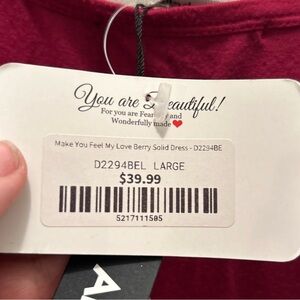 You are Beautiful!
For you are Fearfully and
Wonderfully made
Make You Feel My Love Berry Solid Dress - D2294BE
D2294BEL LARGE
$39.99
5217111505
A